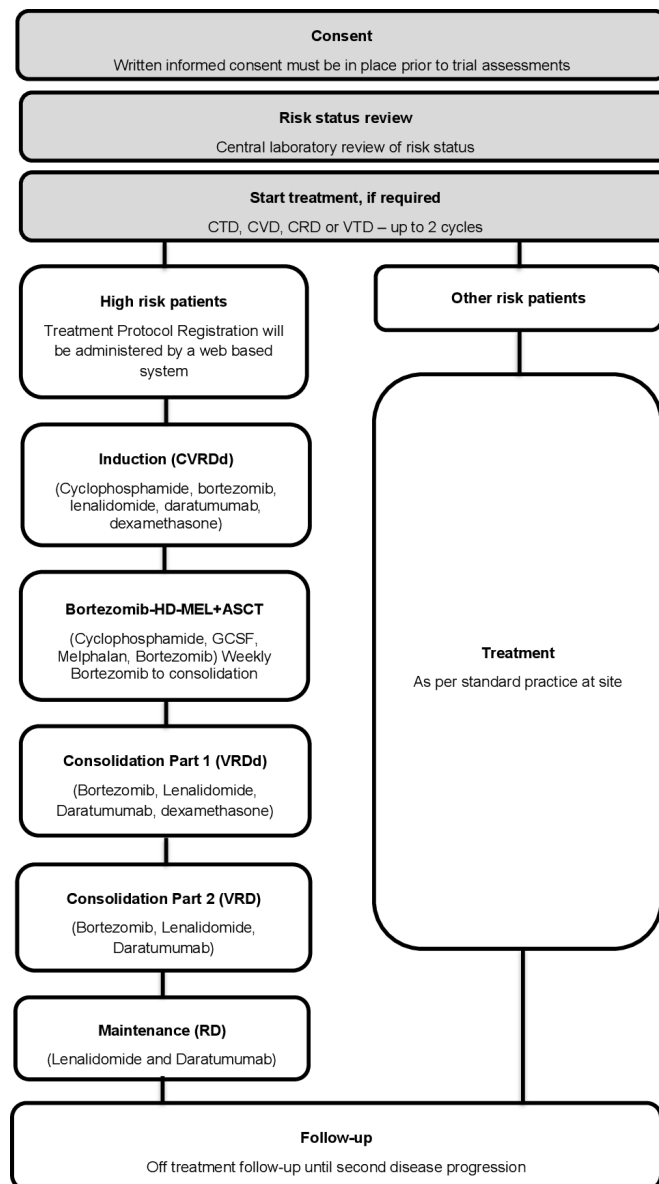 Consent
Written informed consent must be in place prior to trial assessments
Risk status review
Central laboratory review of risk status
Start treatment, if required
CTD, CVD, CRD or VTD – up to 2 cycles
High risk patients
Treatment Protocol Registration will
be administered by a web based
system
Other risk patients
Induction (CVRDd)
(Cyclophosphamide, bortezomib,
lenalidomide, daratumumab,
dexamethasone)
Bortezomib-HD-MEL+ASCT
(Cyclophosphamide, GCSF,
Melphalan, Bortezomib) Weekly
Bortezomib to consolidation
Treatment
As per standard practice at site
Consolidation Part 1 (VRDd)
(Bortezomib, Lenalidomide,
Daratumumab, dexamethasone)
Consolidation Part 2 (VRD)
(Bortezomib, Lenalidomide,
Daratumumab)
Maintenance (RD)
(Lenalidomide and Daratumumab)
Follow-up
Off treatment follow-up until second disease progression